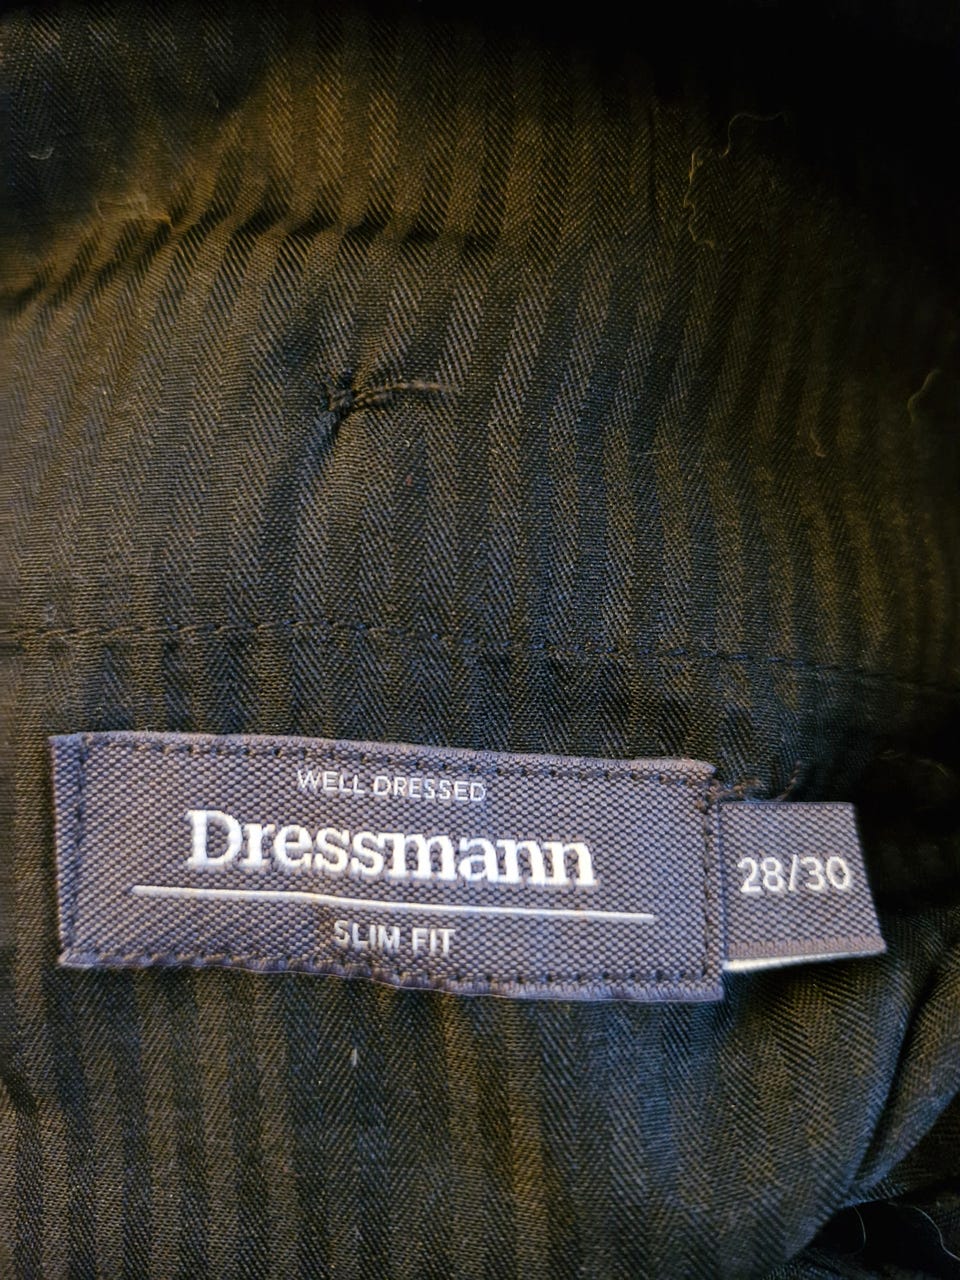 WELL DRESSED
Dressmann
SLIM FIT
28/30